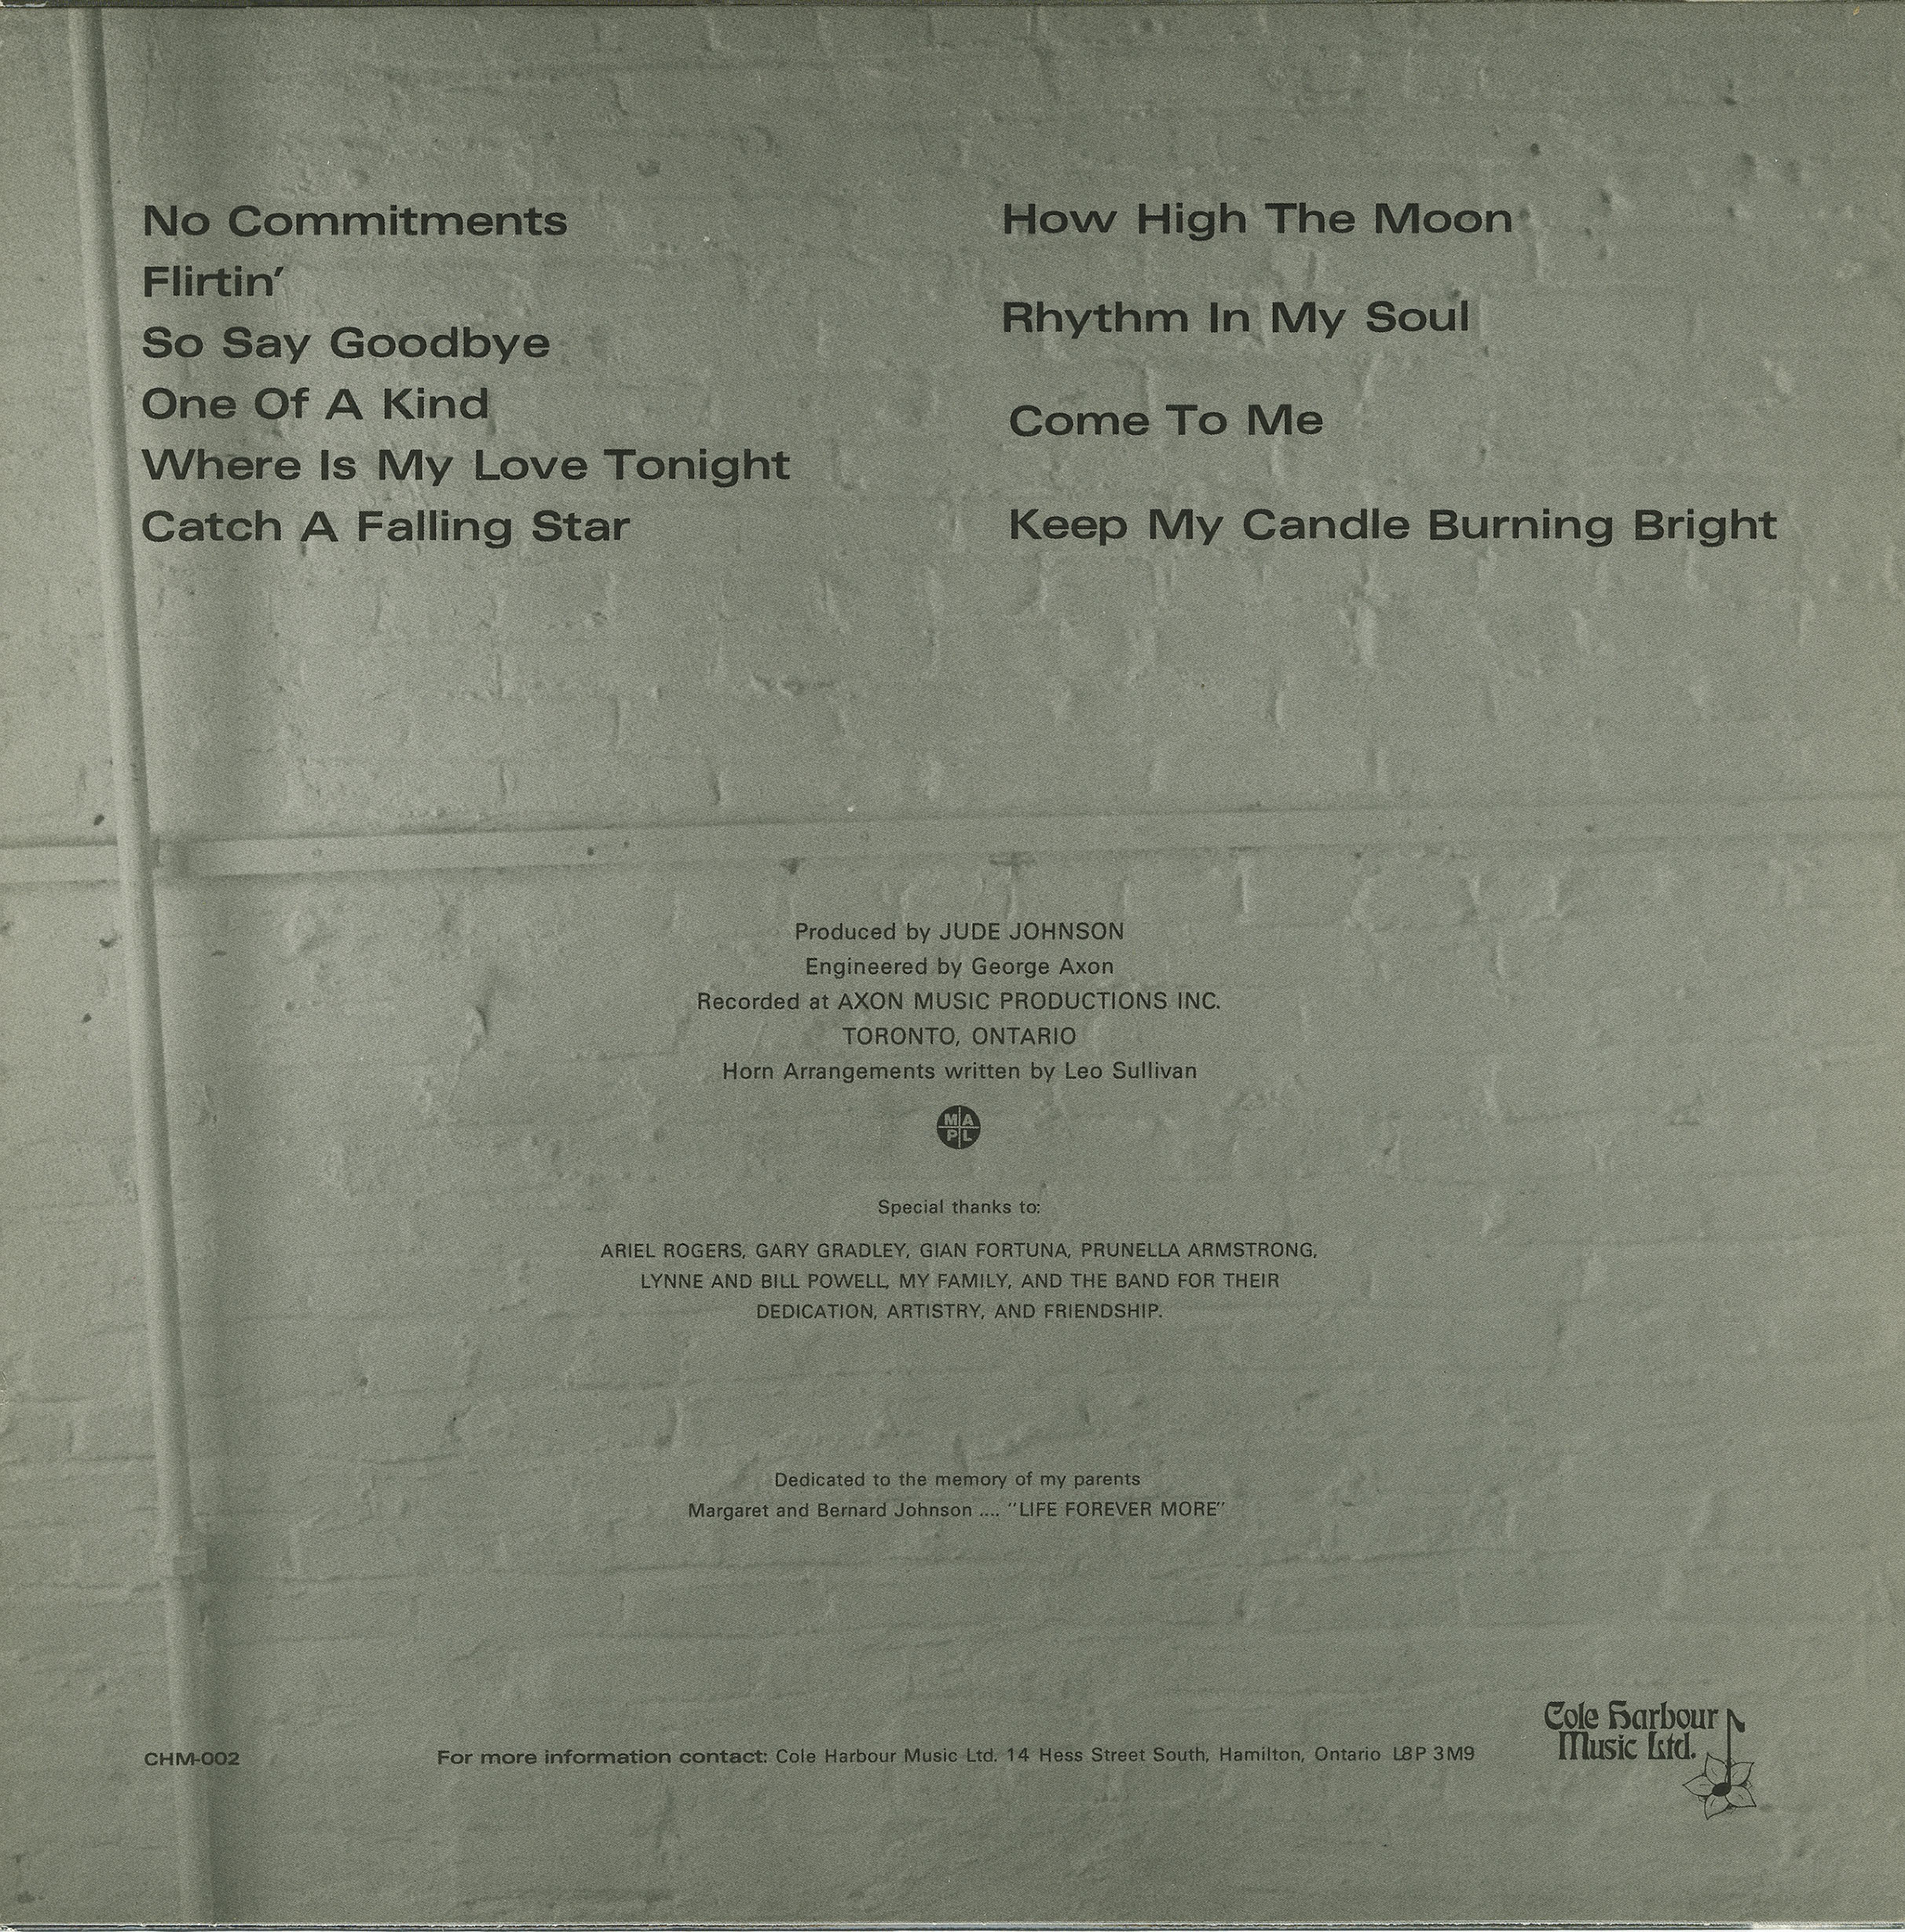 No Commitments
Flirtin'
So Say Goodbye
One Of A Kind
Where Is My Love Tonight
Catch A Falling Star
How High The Moon
Rhythm In My Soul
Come To Me
Keep My Candle Burning Bright
Produced by JUDE JOHNSON
Engineered by George Axon
Recorded at AXON MUSIC PRODUCTIONS INC.
TORONTO, ONTARIO
Horn Arrangements written by Leo Sullivan
M A
P L
Special thanks to:
ARIEL ROGERS, GARY GRADLEY, GIAN FORTUNA, PRUNELLA ARMSTRONG,
LYNNE AND BILL POWELL, MY FAMILY, AND THE BAND FOR THEIR
DEDICATION, ARTISTRY, AND FRIENDSHIP.
Dedicated to the memory of my parents
Margaret and Bernard Johnson .... "LIFE FOREVER MORE"
CHM-002
For more information contact: Cole Harbour Music Ltd. 14 Hess Street South, Hamilton, Ontario L8P 3M9
Cole Harbour
Music Ltd.